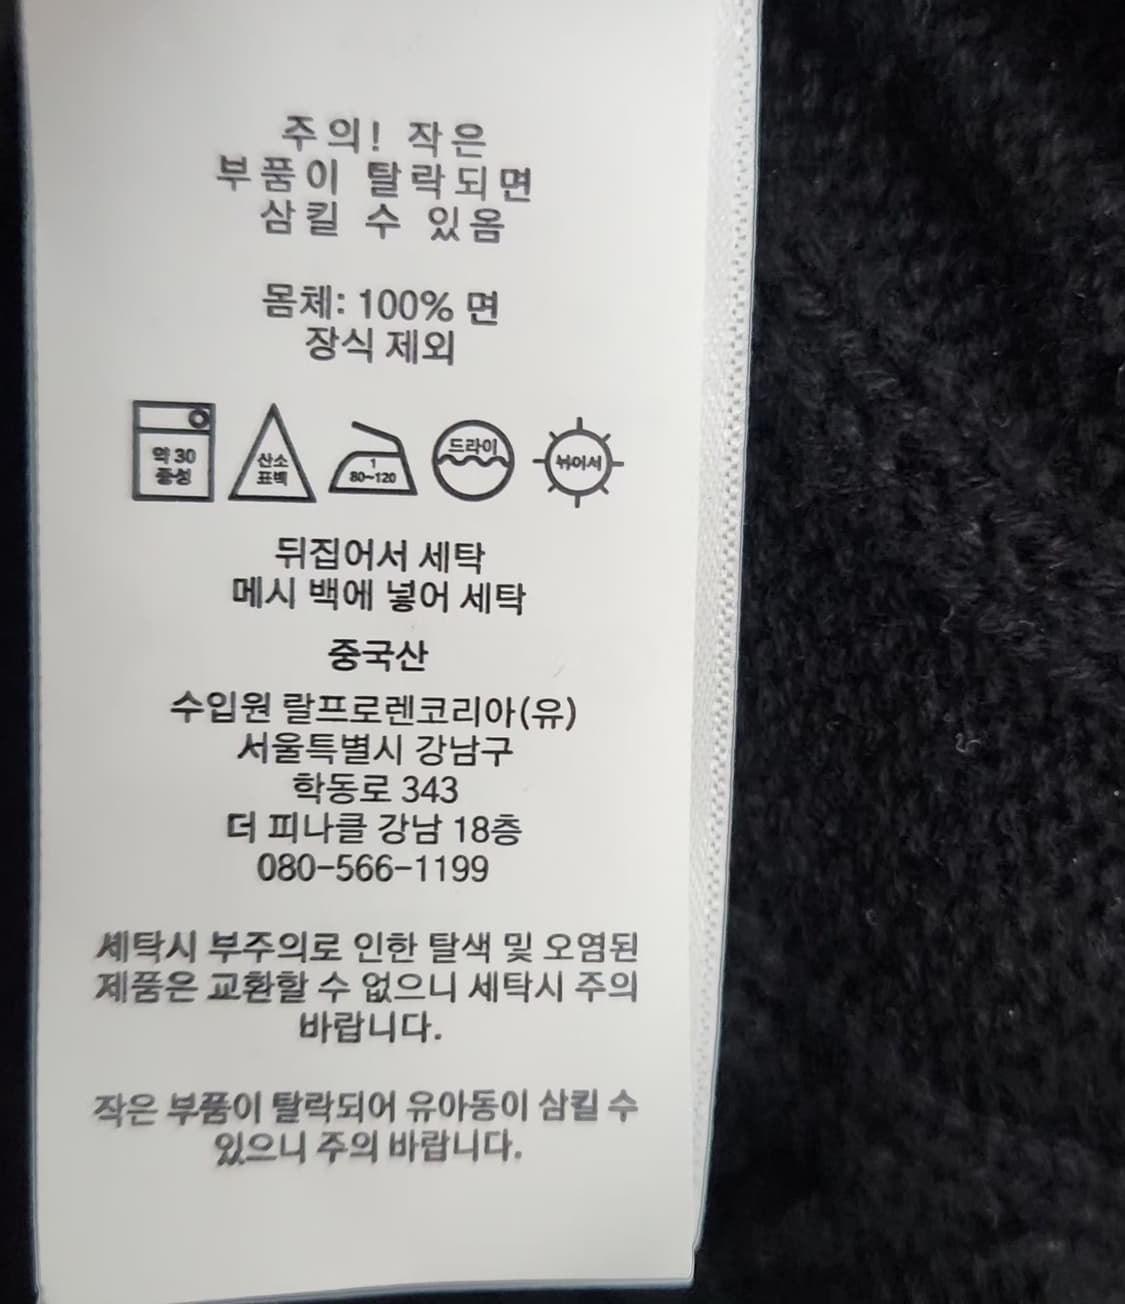 주의! 작은
부품이 탈락되면
삼킬 수 있옴
몸체: 100% 면
장식 제외
약 30
중성
산소
표백
1
80~120
드라이
뉘어서
뒤집어서 세탁
메시 백에 넣어 세탁
중국산
수입원 랄프로렌코리아(유)
서울특별시 강남구
학동로 343
더 피나클 강남 18층
080-566-1199
세탁시 부주의로 인한 탈색 및 오염된
제품은 교환할 수 없으니 세탁시 주의
바랍니다.
작은 부품이 탈락되어 유아동이 삼킬 수
있으니 주의 바랍니다.